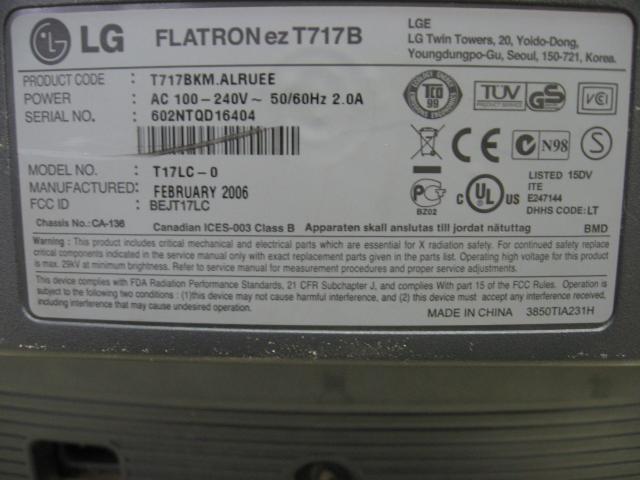 LG FLATRON ez T717B
LGE
LG Twin Towers, 20, Yoido-Dong,
Youngdungpo-Gu, Seoul, 150-721, Korea.
PRODUCT CODE : T717BKM.ALRUEE
POWER : AC 100-240V~ 50/60Hz 2.0A
SERIAL NO. : 602NTQD16404
MODEL NO. : T17LC-0
MANUFACTURED: FEBRUARY 2006
FCC ID : BEJT17LC
TCO 99
TÜV GS
VCCI
CE
N98
BZ02
C UL US
LISTED 15DV
ITE
E247144
DHHS CODE: LT
Chassis No.: CA-136 Canadian ICES-003 Class B Apparaten skall anslutas till jordat nätuttag BMD
Warning : This product includes critical mechanical and electrical parts which are essential for X radiation safety. For continued safety replace
critical components indicated in the service manual only with exact replacement parts given in the parts list. Operating high voltage for this product
is max. 29kV at minimum brightness. Refer to service manual for measurement procedures and proper service adjustments.
This device complies with FDA Radiation Performance Standards, 21 CFR Subchapter J, and Complies with Part 15 of the FCC Rules. Operation is
subject to the following two conditions : (1)this device may not cause harmful interference, and (2) this device must accept any interference received,
including interference that may cause undesired operation.
MADE IN CHINA 3850TIA231H